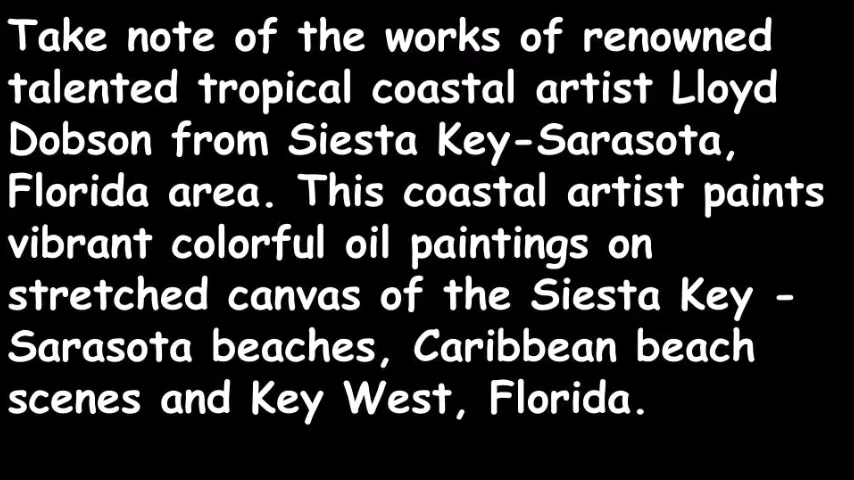 Take note of the works of renowned
talented tropical coastal artist Lloyd
Dobson from Siesta Key-Sarasota,
Florida area. This coastal artist paints
vibrant colorful oil paintings on
stretched canvas of the Siesta Key -
Sarasota beaches, Caribbean beach
scenes and Key West, Florida.